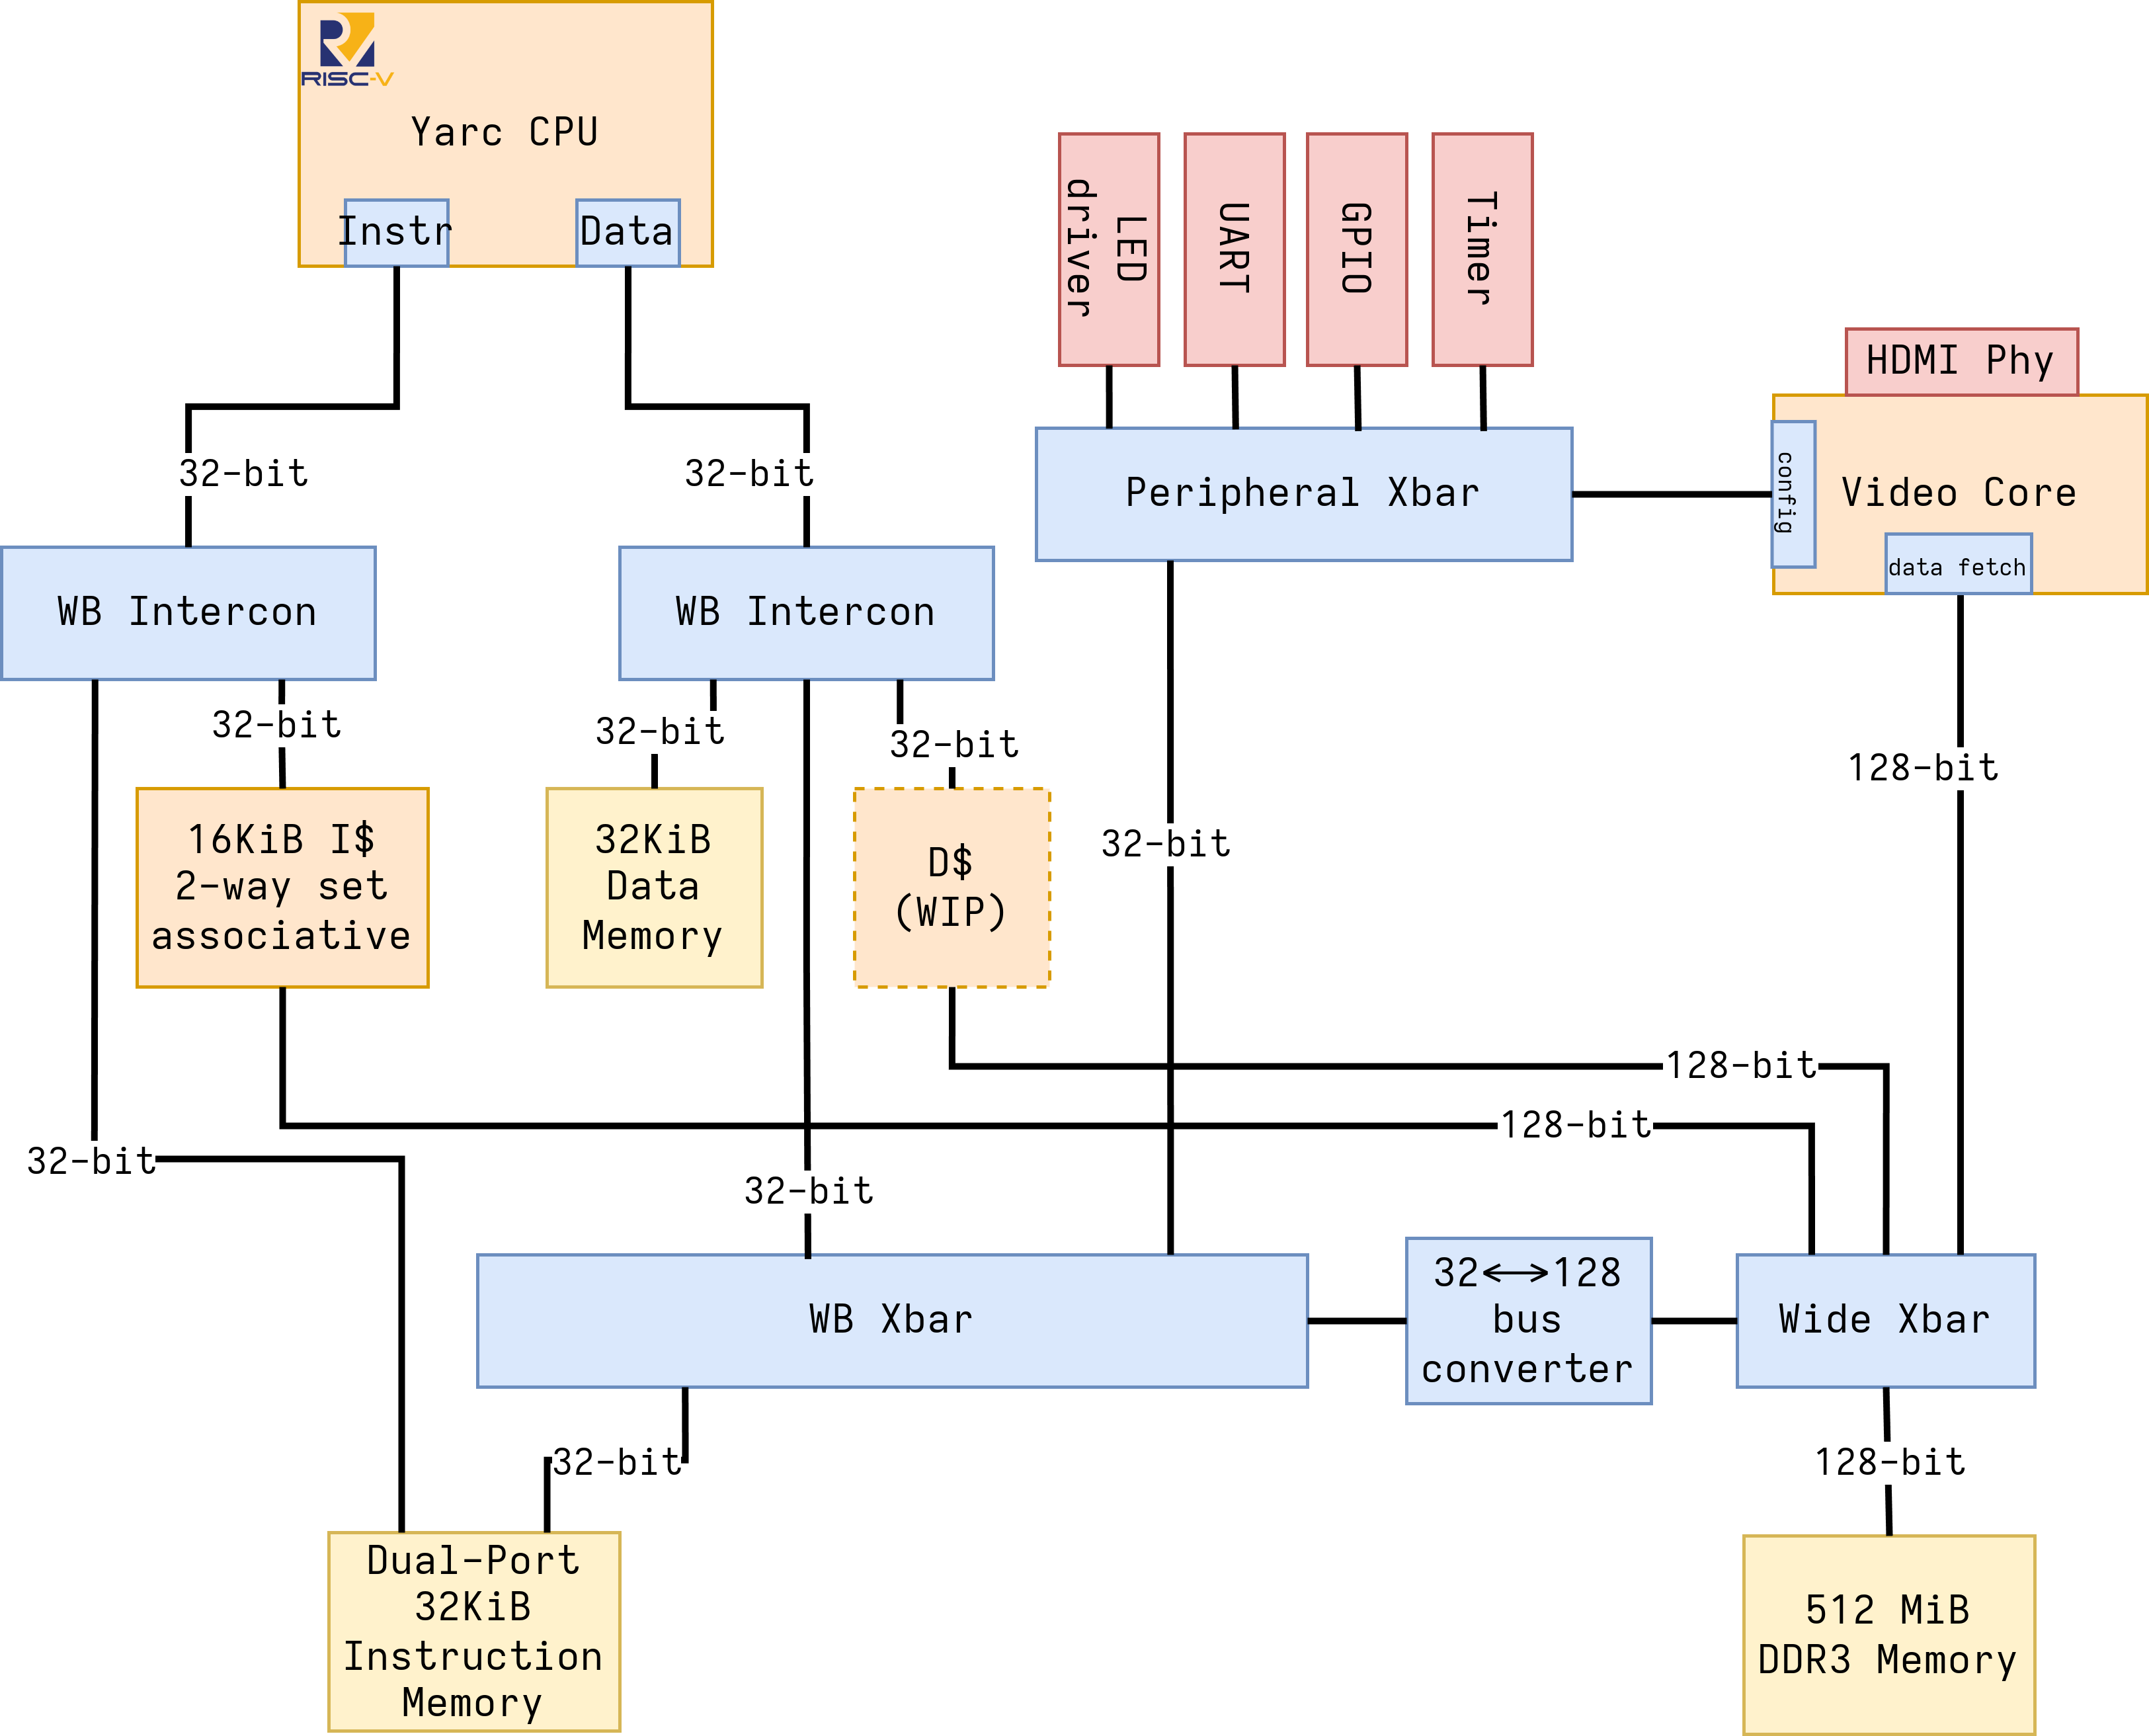 RISC-V
Yarc CPU
Instr
Data
LED
driver
UART
GPIO
Timer
HDMI Phy
32-bit
32-bit
Peripheral Xbar
config
Video Core
data fetch
WB Intercon
WB Intercon
32-bit
32-bit
32-bit
128-bit
16KiB I$
2-way set
associative
32KiB
Data
Memory
D$
(WIP)
32-bit
128-bit
128-bit
32-bit
32-bit
WB Xbar
32<->128
bus
converter
Wide Xbar
32-bit
128-bit
Dual-Port
32KiB
Instruction
Memory
512 MiB
DDR3 Memory